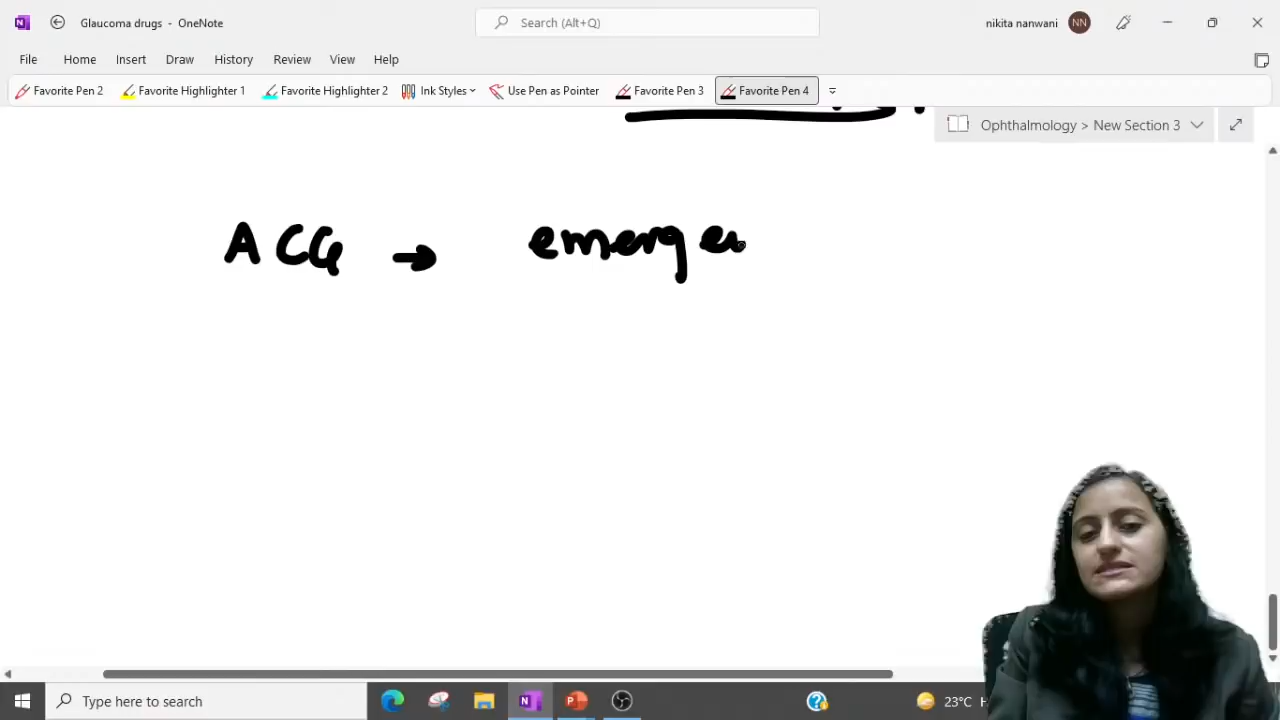 Glaucoma drugs - OneNote
Search (Alt+Q)
nikita nanwani NN
File Home Insert Draw History Review View Help
Favorite Pen 2 Favorite Highlighter 1 Favorite Highlighter 2 Ink Styles Use Pen as Pointer Favorite Pen 3 Favorite Pen 4
Ophthalmology > New Section 3
ACG → emergen
Type here to search
23°C